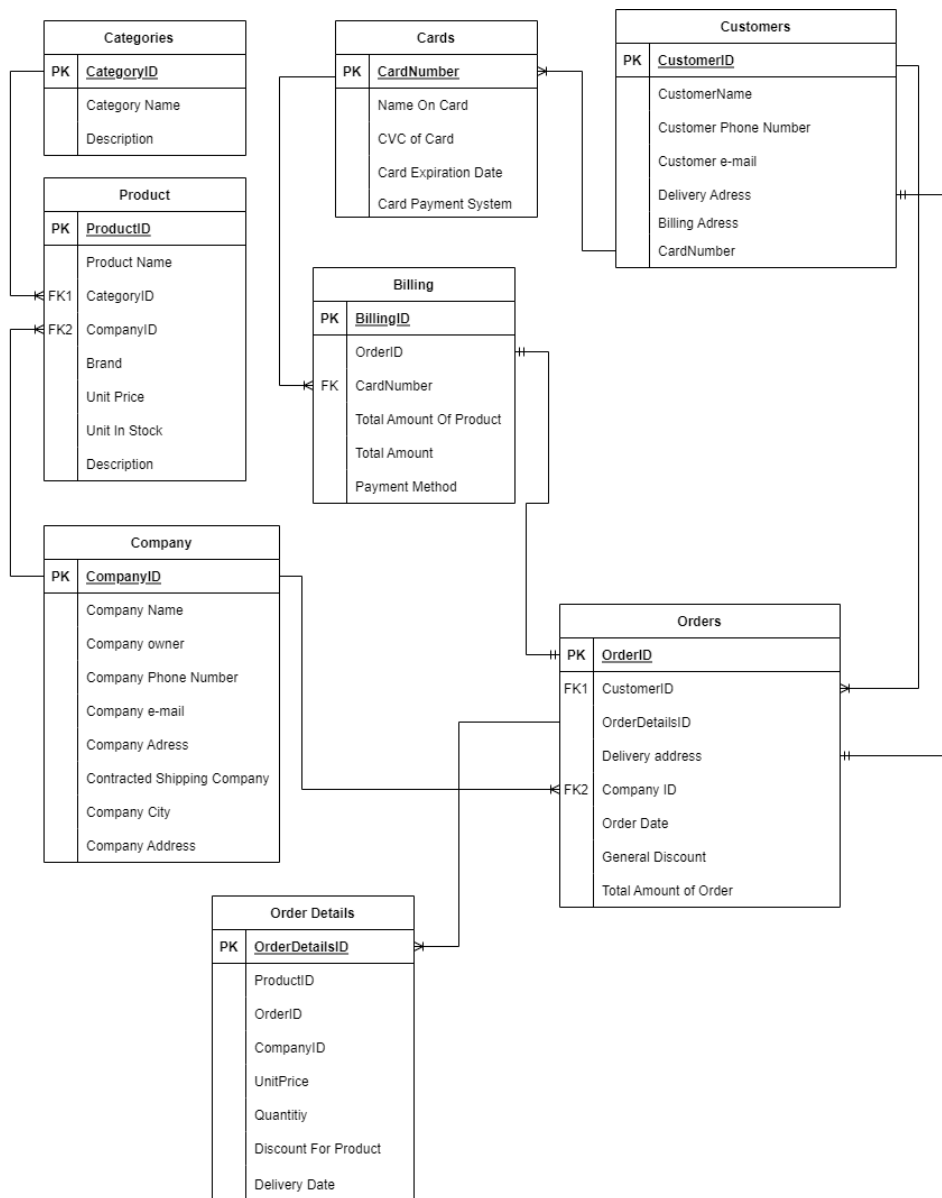 Categories
PK CategoryID
Category Name
Description
Product
PK ProductID
Product Name
FK1 CategoryID
FK2 CompanyID
Brand
Unit Price
Unit In Stock
Description
Company
PK CompanyID
Company Name
Company owner
Company Phone Number
Company e-mail
Company Adress
Contracted Shipping Company
Company City
Company Address
Cards
PK CardNumber
Name On Card
CVC of Card
Card Expiration Date
Card Payment System
Billing
PK BillingID
OrderID
FK CardNumber
Total Amount Of Product
Total Amount
Payment Method
Customers
PK CustomerID
CustomerName
Customer Phone Number
Customer e-mail
Delivery Adress
Billing Adress
CardNumber
Orders
PK OrderID
FK1 CustomerID
OrderDetailsID
Delivery address
FK2 Company ID
Order Date
General Discount
Total Amount of Order
Order Details
PK OrderDetailsID
ProductID
OrderID
CompanyID
UnitPrice
Quantitiy
Discount For Product
Delivery Date